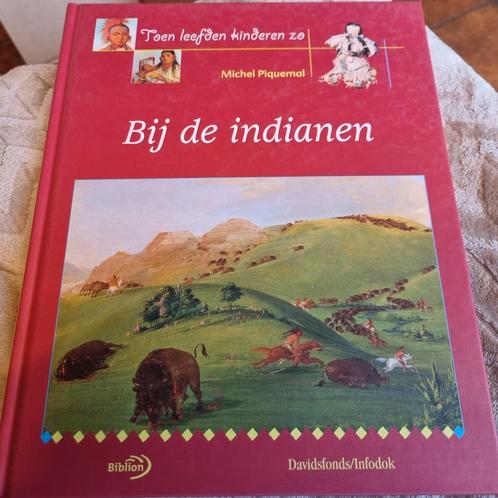 Toen leefden kinderen zo
Michel Piquemal
Bij de indianen
Biblion
Davidsfonds/Infodok